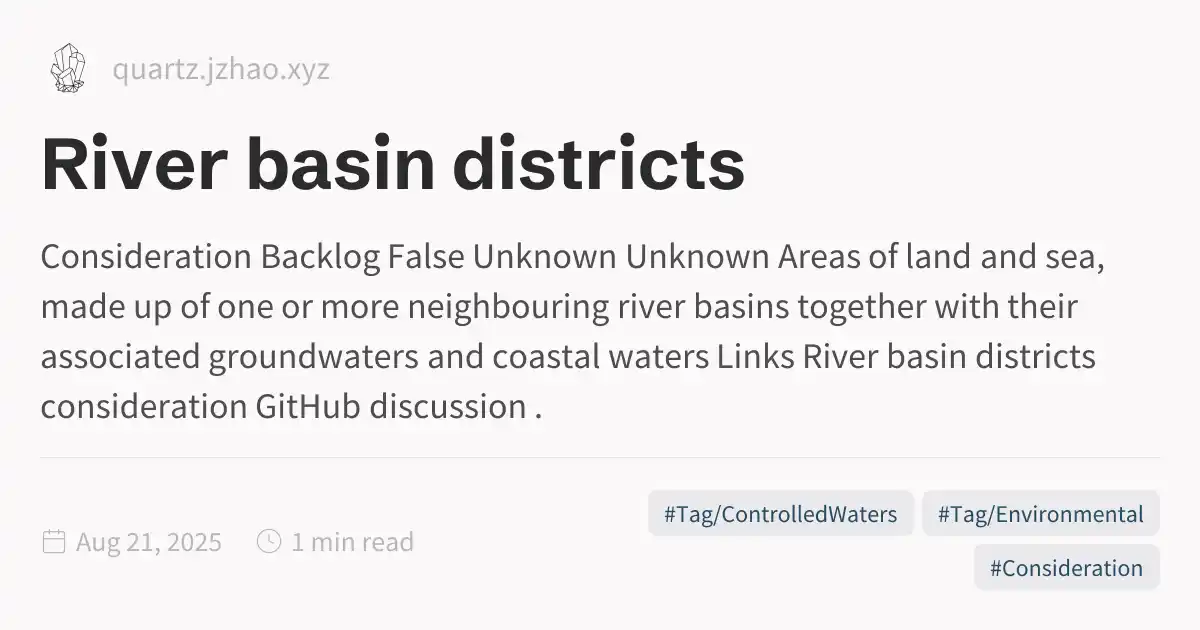 quartz.jzhao.xyz
River basin districts
Consideration Backlog False Unknown Unknown Areas of land and sea,
made up of one or more neighbouring river basins together with their
associated groundwaters and coastal waters Links River basin districts
consideration GitHub discussion .
#Tag/ControlledWaters #Tag/Environmental
Aug 21, 2025 1 min read
#Consideration